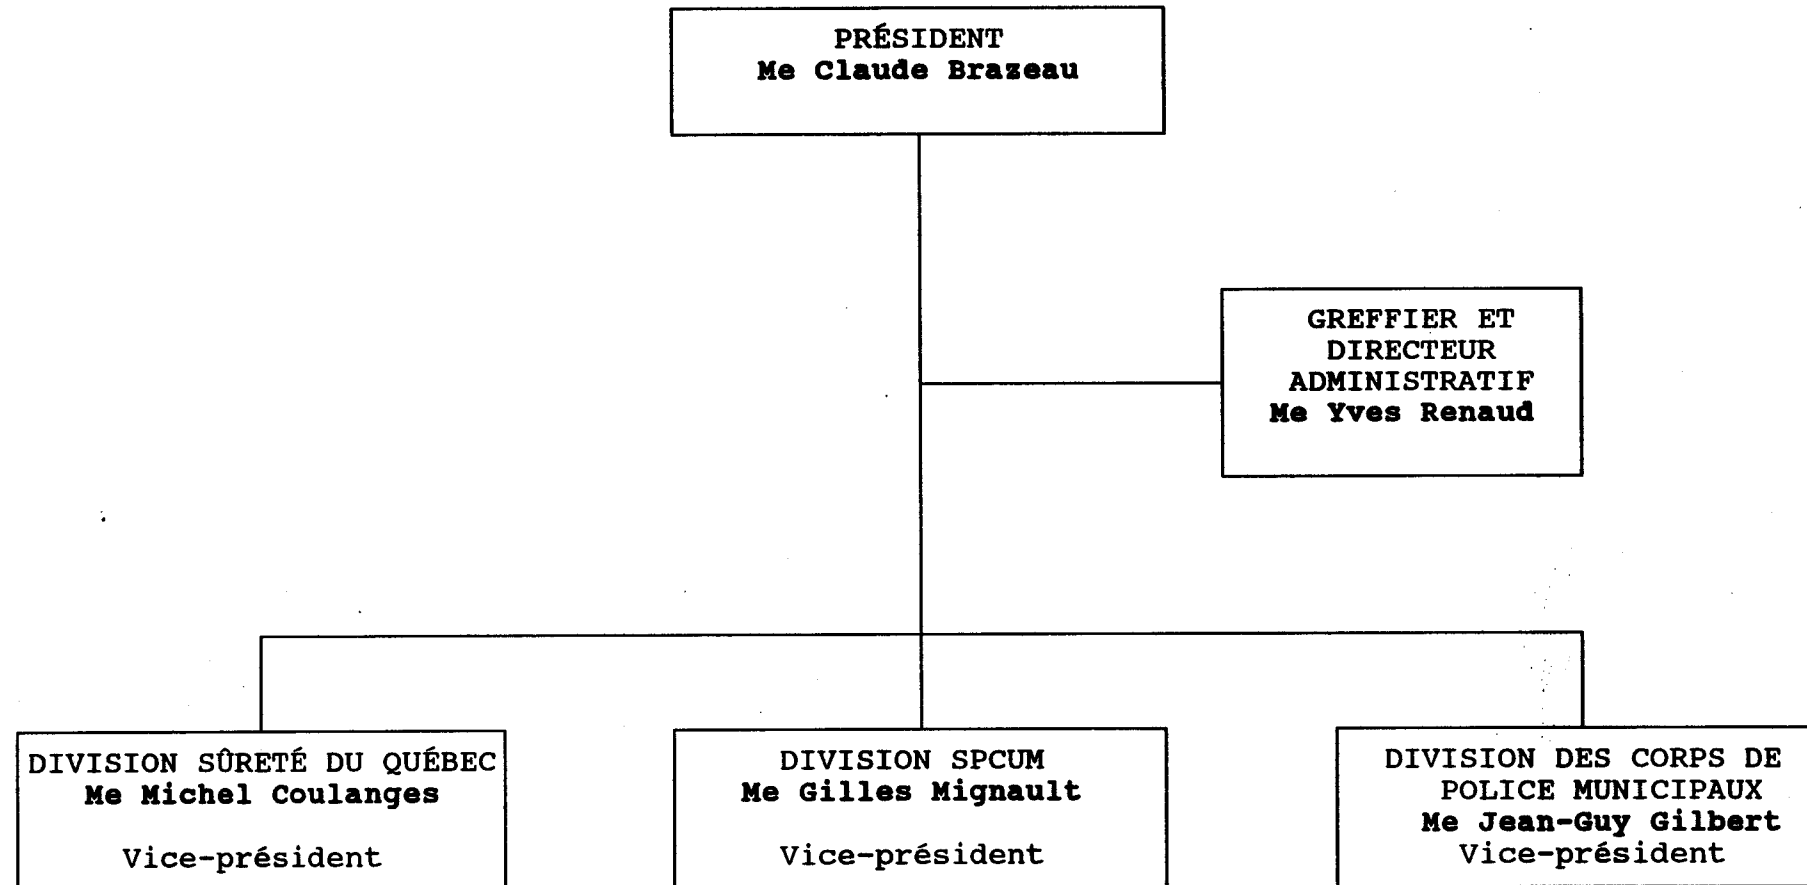 PRÉSIDENT
Me Claude Brazeau
GREFFIER ET
DIRECTEUR
ADMINISTRATIF
Me Yves Renaud
DIVISION SÛRETÉ DU QUÉBEC
Me Michel Coulanges
Vice-président
DIVISION SPCUM
Me Gilles Mignault
Vice-président
DIVISION DES CORPS DE
POLICE MUNICIPAUX
Me Jean-Guy Gilbert
Vice-président